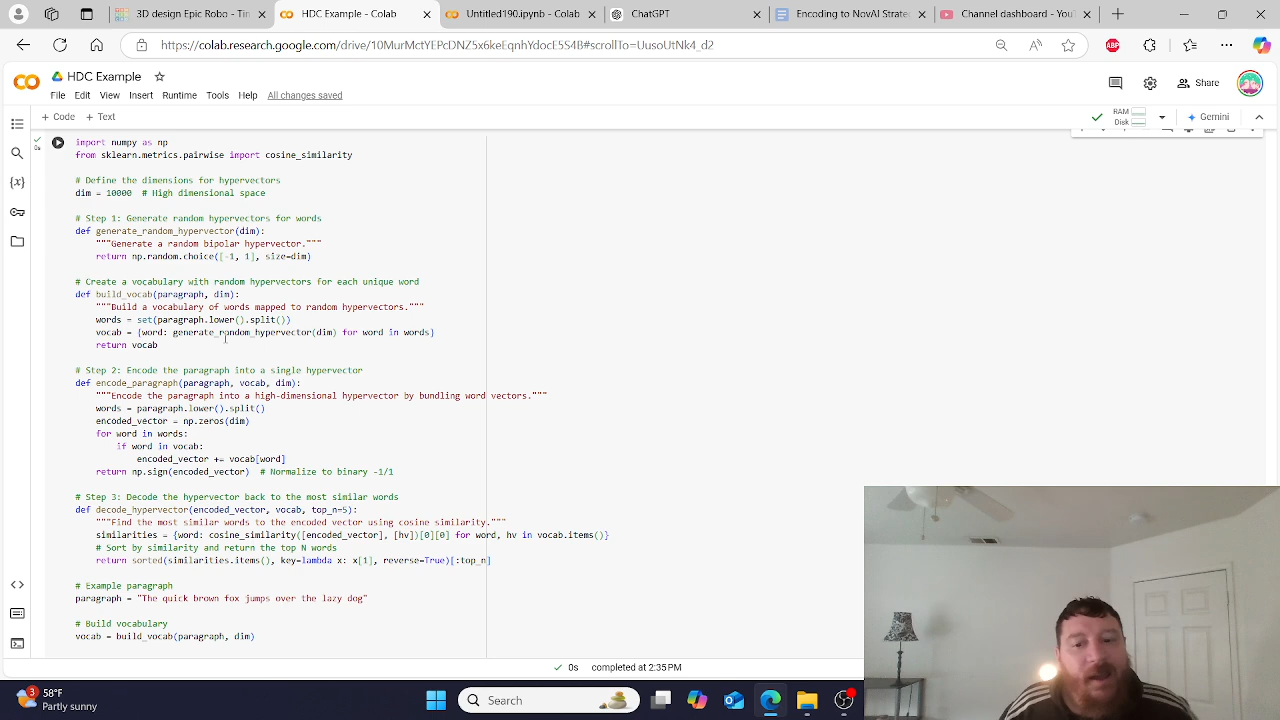 3D design Epic Robo - Tin
HDC Example - Colab
Untitled190.ipynb - Colab
ChatGPT
Encoding to NovAI Strateg
Channel dashboard - YouT
HDC Example
File Edit View Insert Runtime Tools Help All changes saved
Share
+ Code + Text
RAM
Disk
Gemini
0s
import numpy as np
from sklearn.metrics.pairwise import cosine_similarity
# Define the dimensions for hypervectors
dim = 10000 # High dimensional space
# Step 1: Generate random hypervectors for words
def generate_random_hypervector(dim):
"""Generate a random bipolar hypervector."""
return np.random.choice([-1, 1], size=dim)
# Create a vocabulary with random hypervectors for each unique word
def build_vocab(paragraph, dim):
"""Build a vocabulary of words mapped to random hypervectors."""
words = set(paragraph.lower().split())
vocab = {word: generate_random_hypervector(dim) for word in words}
return vocab
# Step 2: Encode the paragraph into a single hypervector
def encode_paragraph(paragraph, vocab, dim):
"""Encode the paragraph into a high-dimensional hypervector by bundling word vectors."""
words = paragraph.lower().split()
encoded_vector = np.zeros(dim)
for word in words:
if word in vocab:
encoded_vector += vocab[word]
return np.sign(encoded_vector) # Normalize to binary -1/1
# Step 3: Decode the hypervector back to the most similar words
def decode_hypervector(encoded_vector, vocab, top_n=5):
"""Find the most similar words to the encoded vector using cosine similarity."""
similarities = {word: cosine_similarity([encoded_vector], [hv])[0][0] for word, hv in vocab.items()}
# Sort by similarity and return the top N words
return sorted(similarities.items(), key=lambda x: x[1], reverse=True)[:top_n]
# Example paragraph
paragraph = "The quick brown fox jumps over the lazy dog"
# Build vocabulary
vocab = build_vocab(paragraph, dim)
0s completed at 2:35PM
3
58°F
Partly sunny
Search